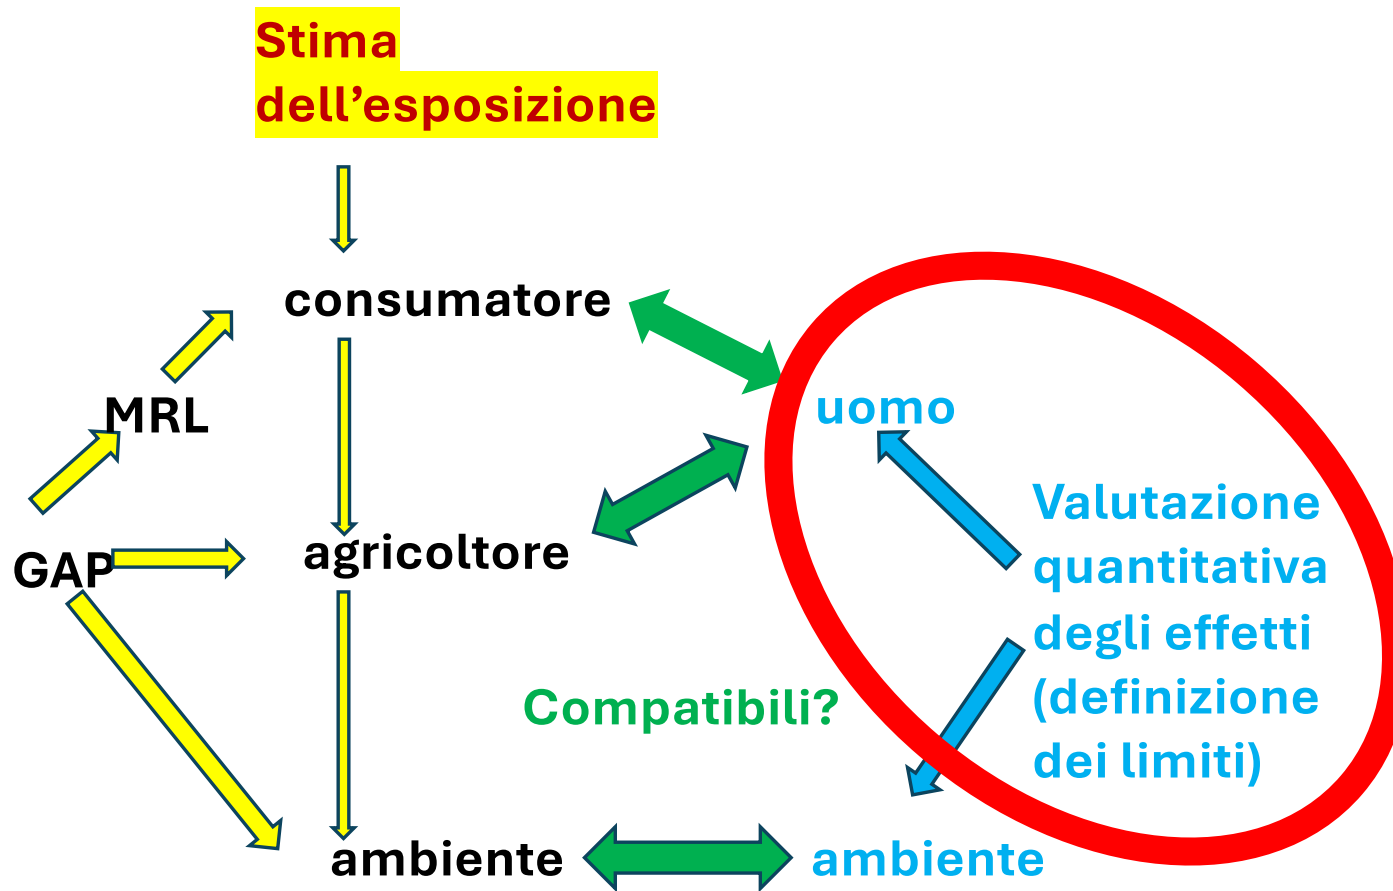 Stima
dell’esposizione
consumatore
MRL
uomo
Valutazione
quantitativa
degli effetti
(definizione
dei limiti)
agricoltore
GAP
Compatibili?
ambiente
ambiente